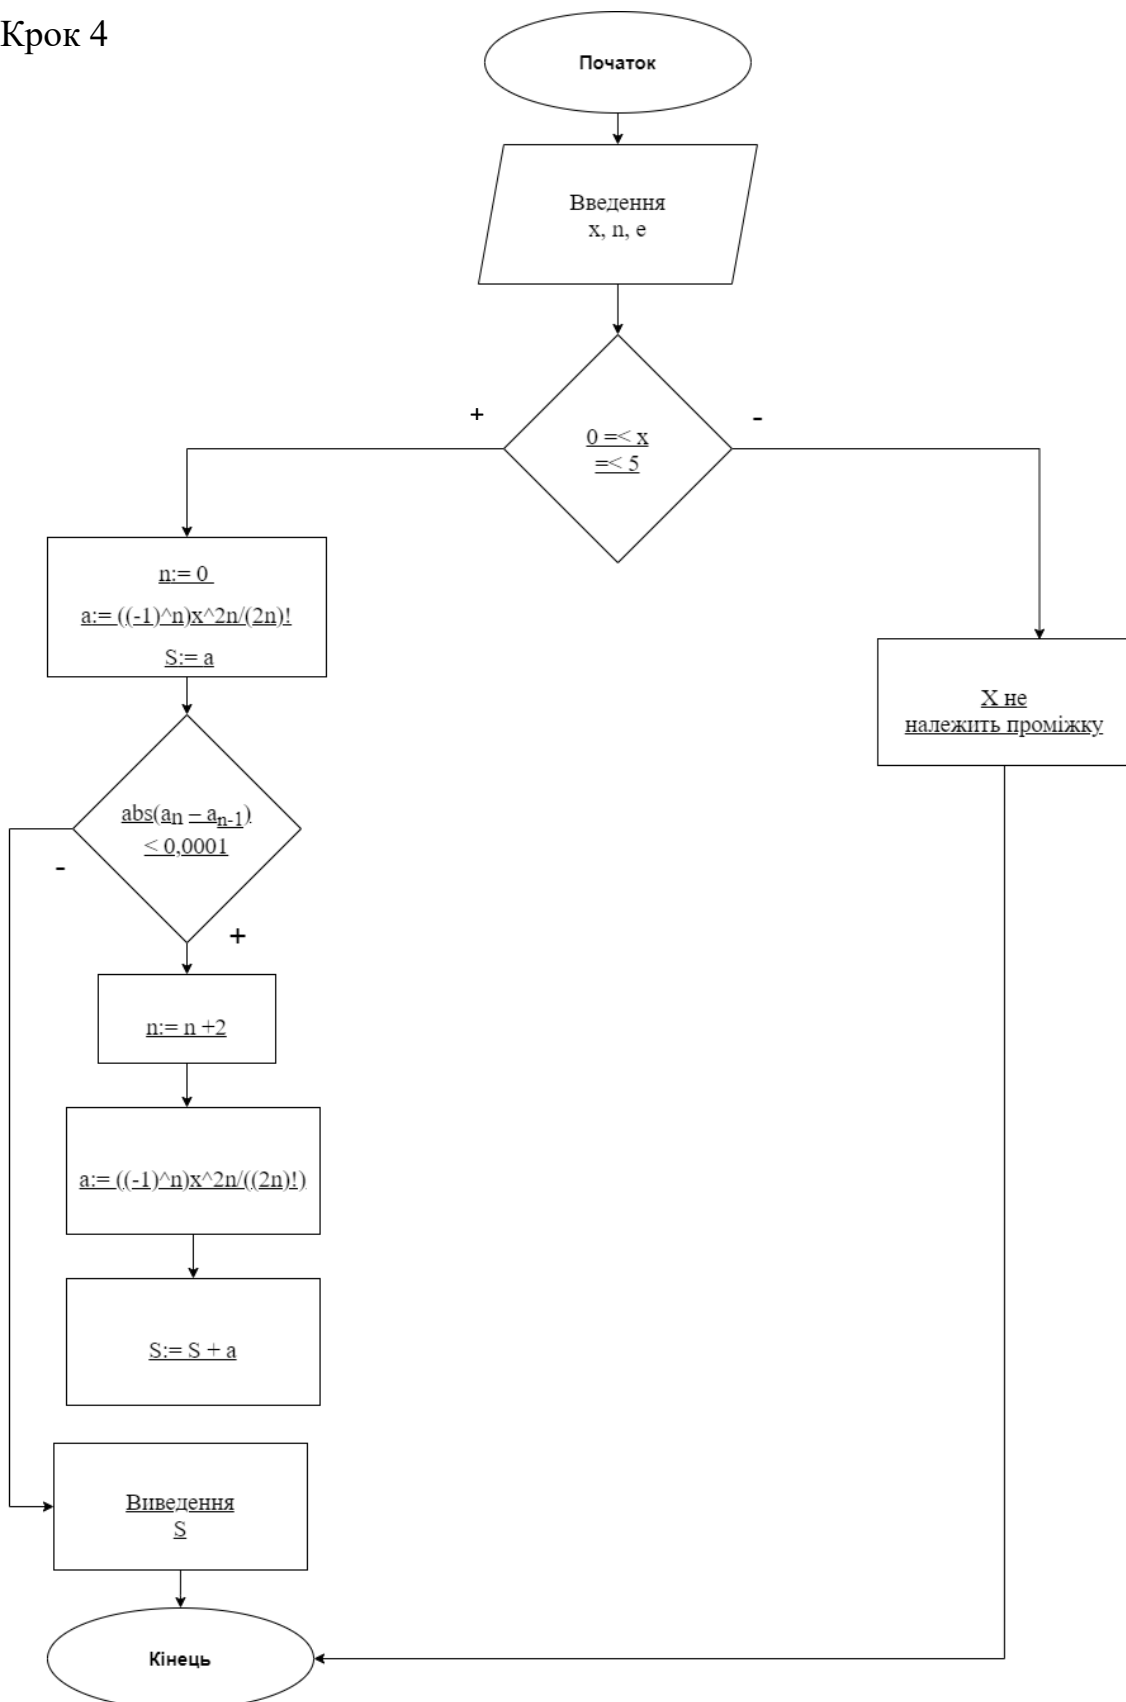 Крок 4
Початок
Введення
x, n, e
+
-
0 =< x
=< 5
n:= 0
a:= ((-1)^n)x^2n/(2n)!
S:= a
X не
належить проміжку
abs(an – an-1)
< 0,0001
-
+
n:= n +2
a:= ((-1)^n)x^2n/((2n)!)
S:= S + a
Виведення
S
Кінець